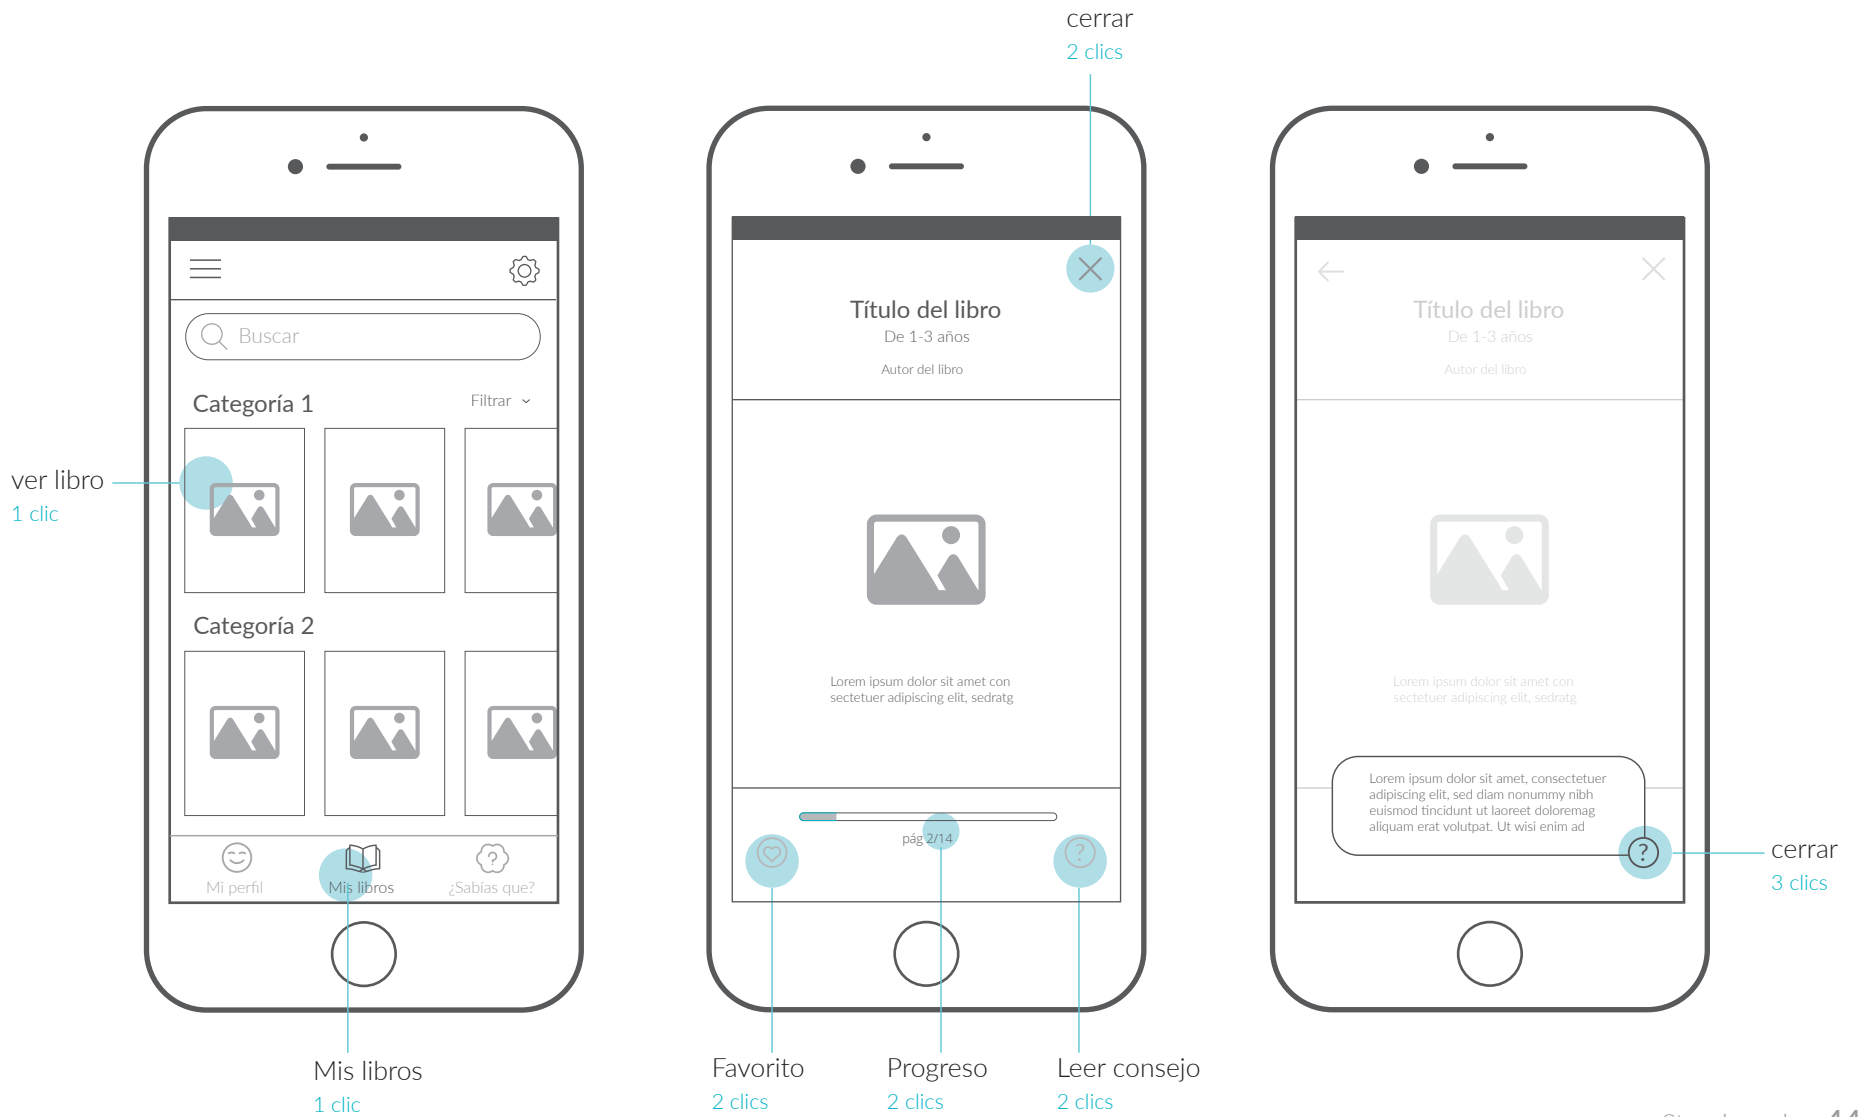 cerrar
2 clics
Buscar
Categoría 1
Filtrar
ver libro
1 clic
Categoría 2
Mi perfil
Mis libros
¿Sabías que?
Mis libros
1 clic
Título del libro
De 1-3 años
Autor del libro
Lorem ipsum dolor sit amet con
sectetuer adipiscing elit, sedratg
pág 2/14
Favorito
2 clics
Progreso
2 clics
Leer consejo
2 clics
Título del libro
De 1-3 años
Autor del libro
Lorem ipsum dolor sit amet con
sectetuer adipiscing elit, sedratg
Lorem ipsum dolor sit amet, consectetuer
adipiscing elit, sed diam nonummy nibh
euismod tincidunt ut laoreet doloremag
aliquam erat volutpat. Ut wisi enim ad
cerrar
3 clics